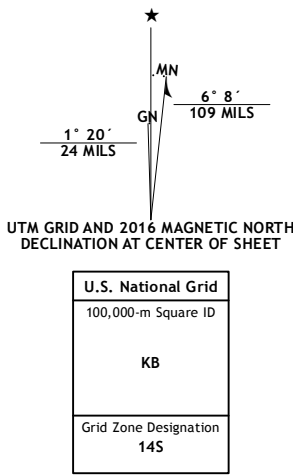 ★
MN
GN
6° 8´
109 MILS
1° 20´
24 MILS
UTM GRID AND 2016 MAGNETIC NORTH
DECLINATION AT CENTER OF SHEET
U.S. National Grid
100,000-m Square ID
KB
Grid Zone Designation
14S